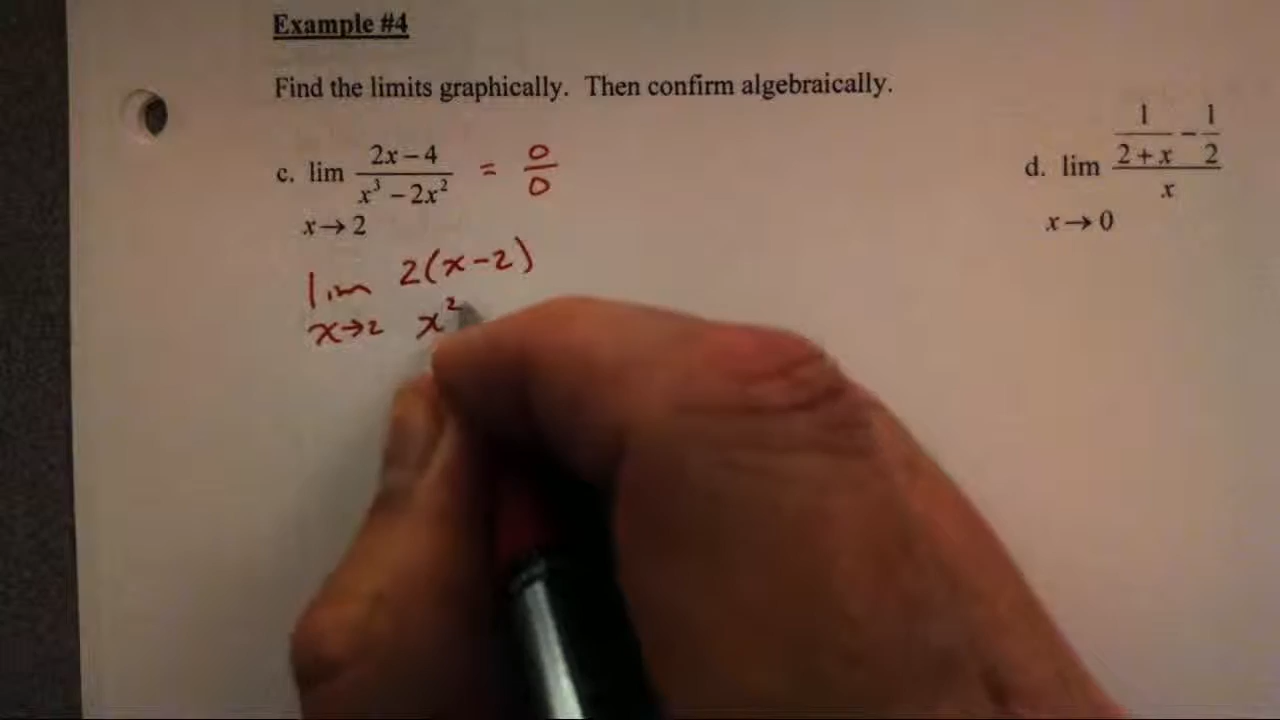 Example #4
Find the limits graphically. Then confirm algebraically.
c. lim (2x – 4)/(x³ – 2x²) = 0/0
x→2
lim 2(x-2)
x→2 x²
d. lim (1/(2+x) – 1/2)/x
x→0